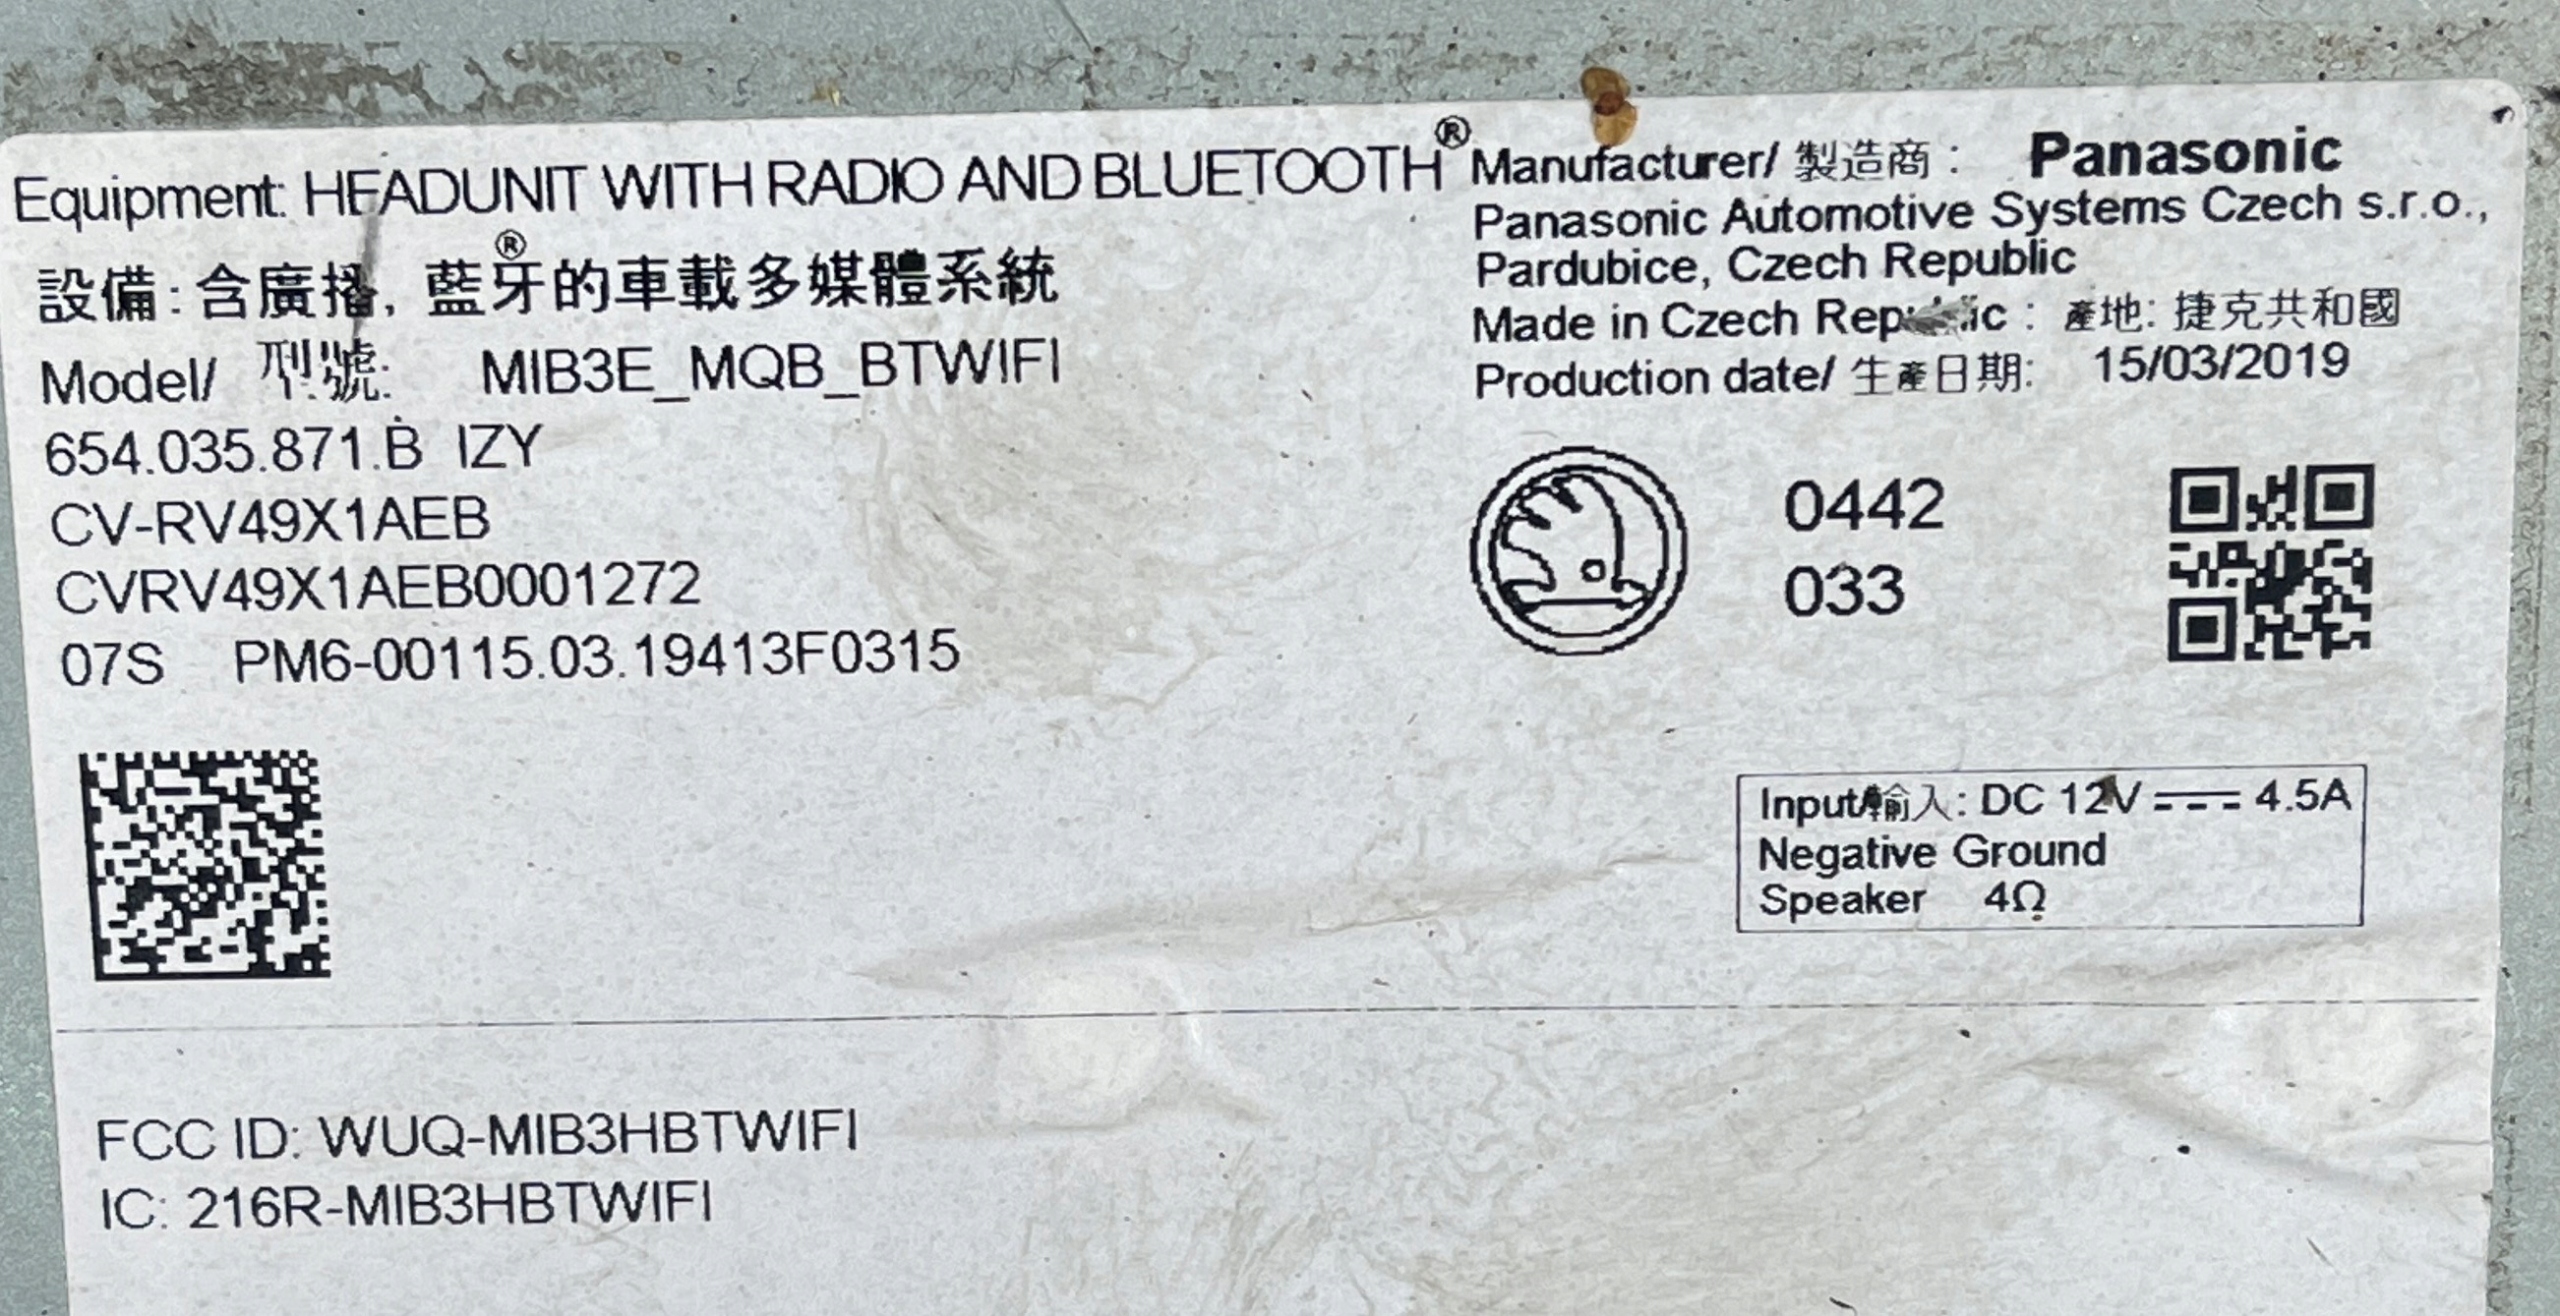 Equipment: HEADUNIT WITH RADIO AND BLUETOOTH®
設備: 含廣播, 藍牙®的車載多媒體系統
Model/ 型號: MIB3E_MQB_BTWIFI
654.035.871.B IZY
CV-RV49X1AEB
CVRV49X1AEB0001272
07S PM6-00115.03.19413F0315
Manufacturer/ 製造商: Panasonic
Panasonic Automotive Systems Czech s.r.o.,
Pardubice, Czech Republic
Made in Czech Republic: 產地: 捷克共和國
Production date/ 生產日期: 15/03/2019
0442
033
Input/輸入: DC 12V ⎓ 4.5A
Negative Ground
Speaker 4Ω
FCC ID: WUQ-MIB3HBTWIFI
IC: 216R-MIB3HBTWIFI